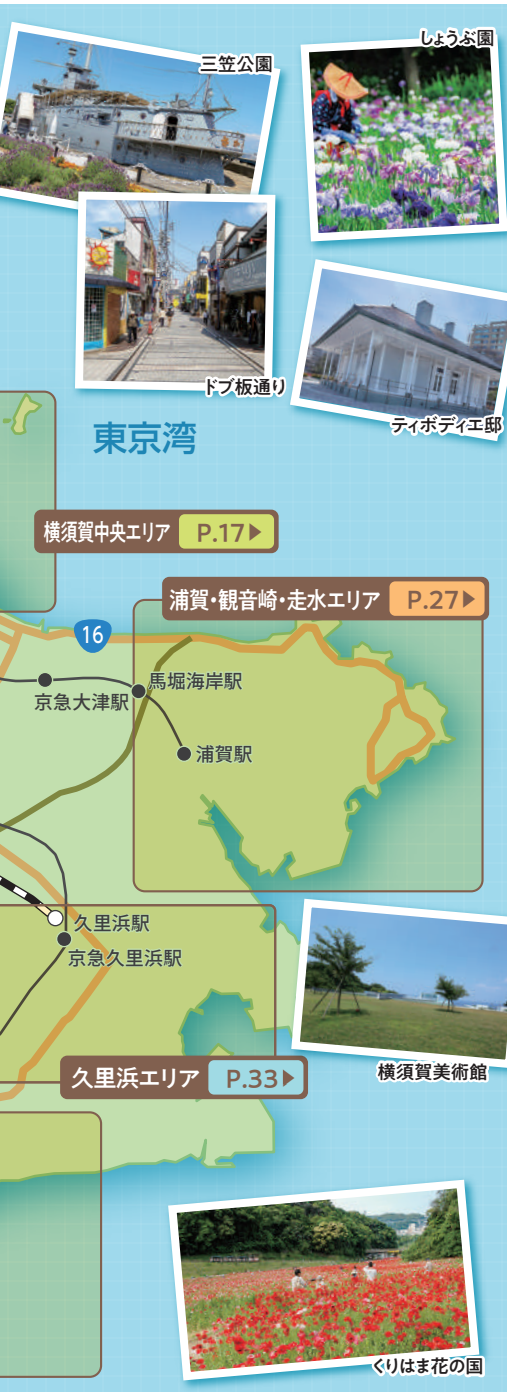 三笠公園
しょうぶ園
ドブ板通り
ティボディエ邸
東京湾
横須賀中央エリア P.17▶
浦賀・観音崎・走水エリア P.27▶
16
馬堀海岸駅
京急大津駅
浦賀駅
久里浜駅
京急久里浜駅
久里浜エリア P.33▶
横須賀美術館
くりはま花の国